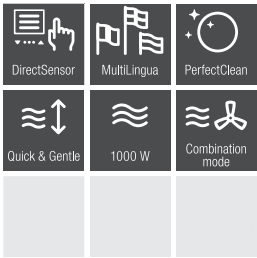 DirectSensor
MultiLingua
PerfectClean
Quick & Gentle
1000 W
Combination
mode